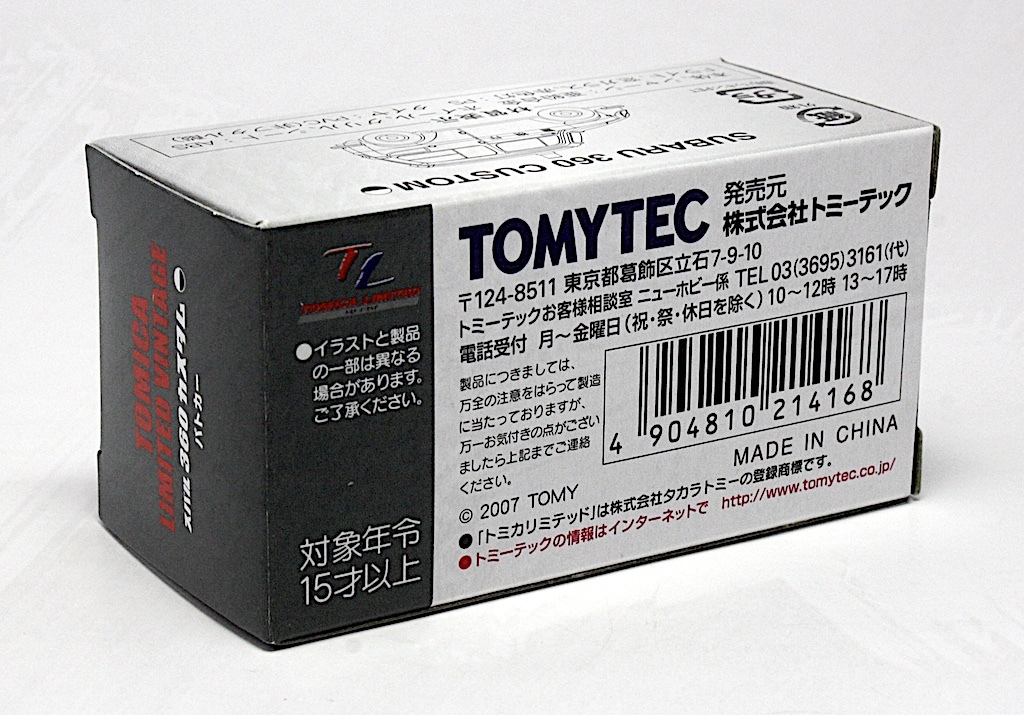 SUBARU 360 CUSTOM
TOMICA
LIMITED VINTAGE
スバル 360 カスタム
パトカー
TL
TOMICA LIMITED
●イラストと製品
の一部は異なる
場合があります。
ご了承ください。
対象年令
15才以上
TOMYTEC
発売元
株式会社トミーテック
〒124-8511 東京都葛飾区立石7-9-10
トミーテックお客様相談室 ニューホビー係 TEL 03(3695)3161(代)
電話受付 月〜金曜日(祝・祭・休日を除く) 10〜12時 13〜17時
製品につきましては、
万全の注意をはらって製造
に当たっておりますが、
万一お気付きの点がござい
ましたら上記までご連絡
ください。
4 904810 214168
MADE IN CHINA
© 2007 TOMY
●「トミカリミテッド」は株式会社タカラトミーの登録商標です。
●トミーテックの情報はインターネットで http://www.tomytec.co.jp/